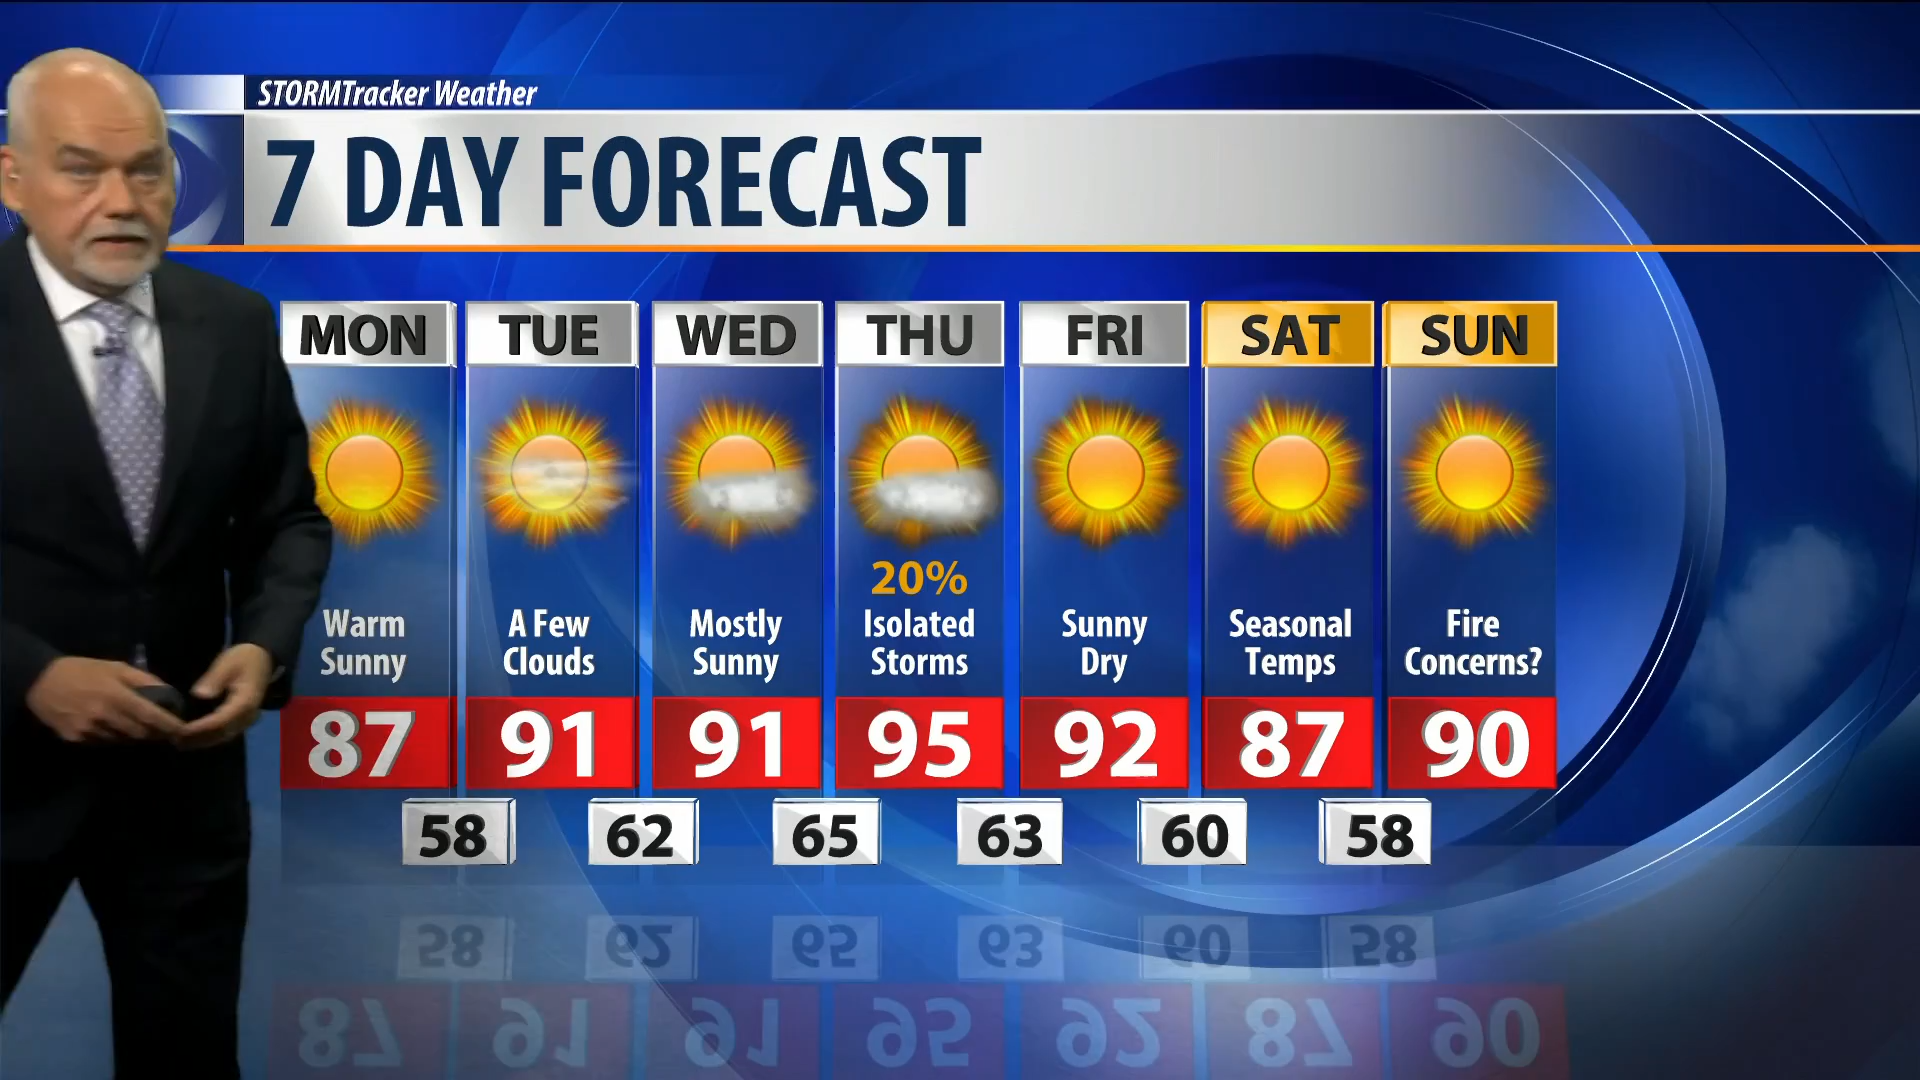 STORMTracker Weather
7 DAY FORECAST
MON TUE WED THU FRI SAT SUN
20%
Warm Sunny
A Few Clouds
Mostly Sunny
Isolated Storms
Sunny Dry
Seasonal Temps
Fire Concerns?
87 91 91 95 92 87 90
58 62 65 63 60 58